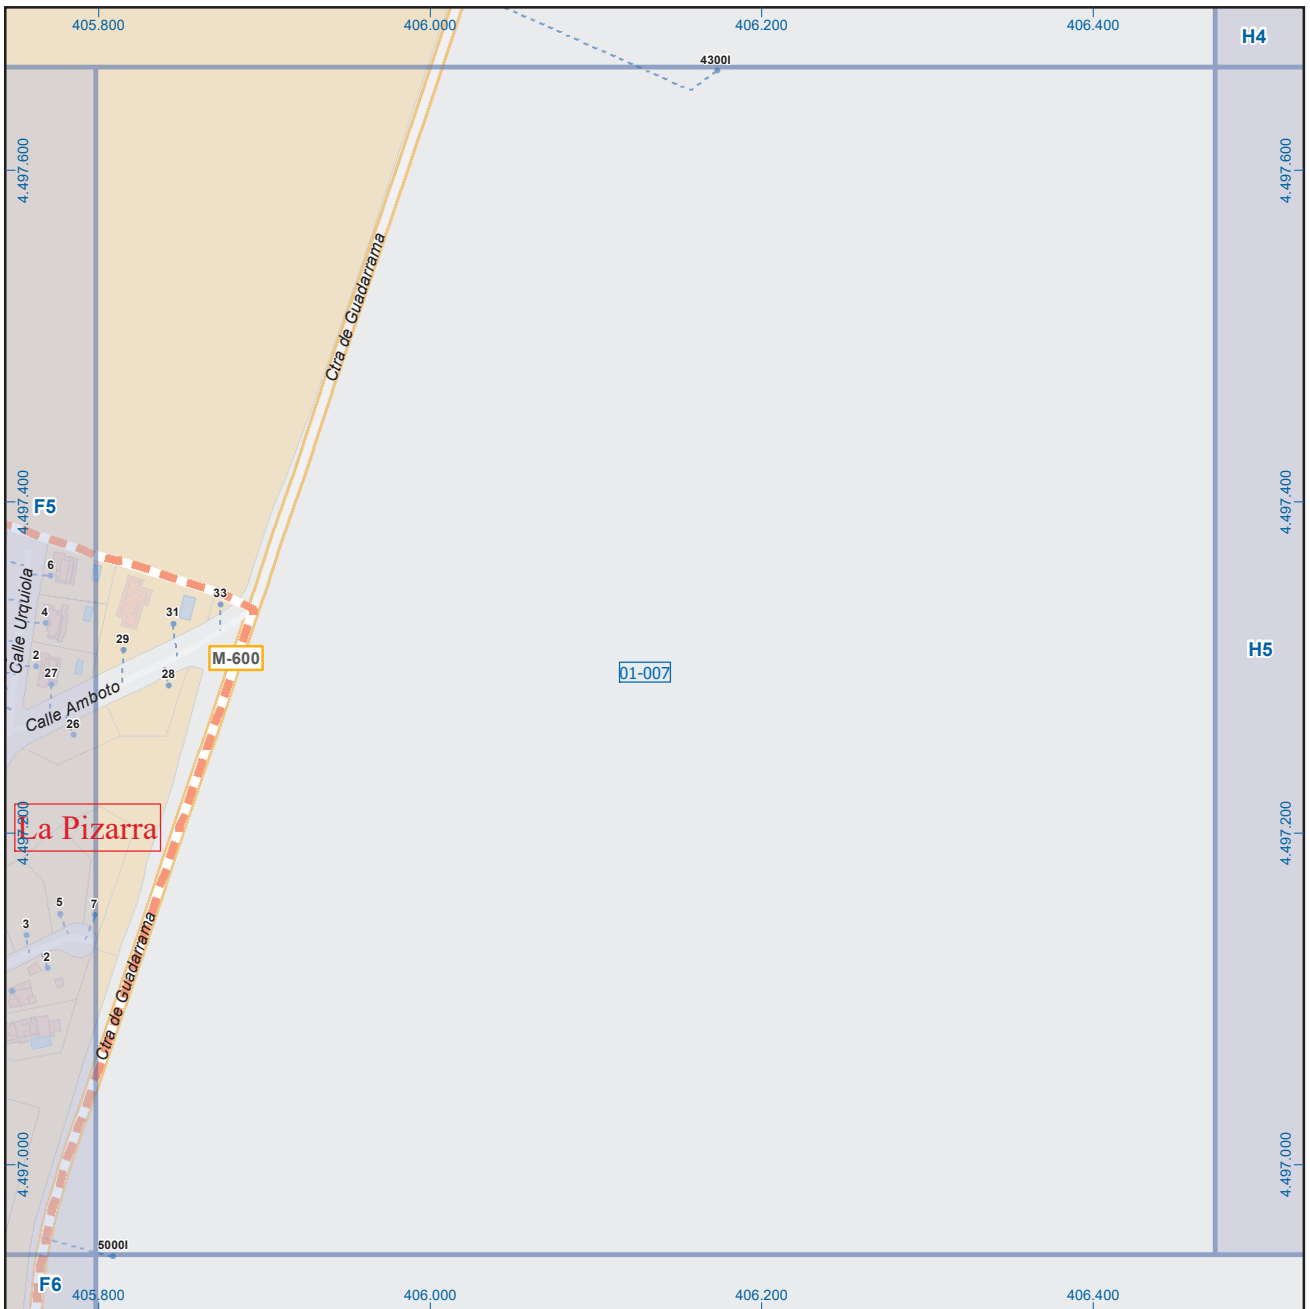 405.800
406.000
406.200
406.400
H4
4300I
4.497.600
4.497.600
Ctra de Guadarrama
4.497.400
4.497.400
F5
6
33
4
31
Calle Urquiola
29
2
27
28
M-600
H5
01-007
Calle Amboto
26
La Pizarra
4.497.200
4.497.200
5
7
3
2
Ctra de Guadarrama
4.497.000
4.497.000
5000I
F6
405.800
406.000
406.200
406.400